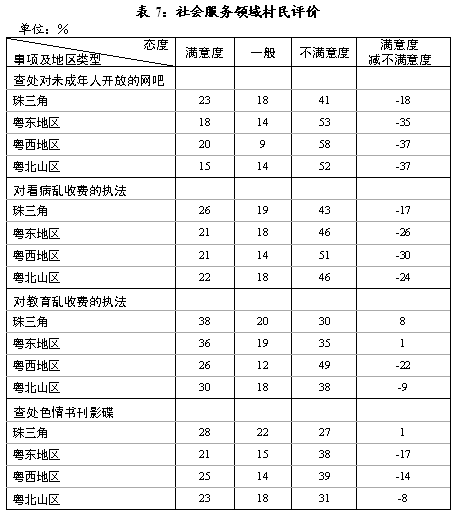 表 7：社会服务领域村民评价
单位：%
态度
事项及地区类型 满意度 一般 不满意度 满意度减不满意度
查处对未成年人开放的网吧
珠三角 23 18 41 -18
粤东地区 18 14 53 -35
粤西地区 20 9 58 -37
粤北山区 15 14 52 -37
对看病乱收费的执法
珠三角 26 19 43 -17
粤东地区 21 18 46 -26
粤西地区 21 14 51 -30
粤北山区 22 18 46 -24
对教育乱收费的执法
珠三角 38 20 30 8
粤东地区 36 19 35 1
粤西地区 26 12 49 -22
粤北山区 30 18 38 -9
查处色情书刊影碟
珠三角 28 22 27 1
粤东地区 21 15 38 -17
粤西地区 25 14 39 -14
粤北山区 23 18 31 -8